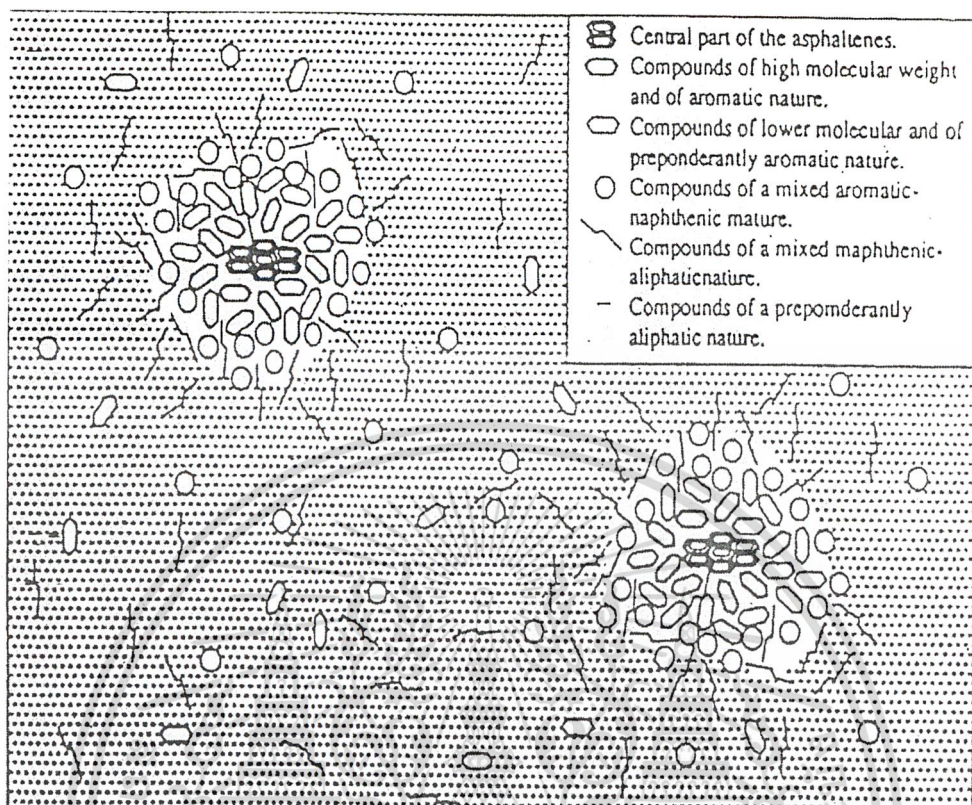 Central part of the asphaltenes.
Compounds of high molecular weight
and of aromatic nature.
Compounds of lower molecular and of
preponderantly aromatic nature.
Compounds of a mixed aromatic-
naphthenic mature.
Compounds of a mixed maphthenic-
aliphaticnature.
Compounds of a prepomderantly
aliphatic nature.